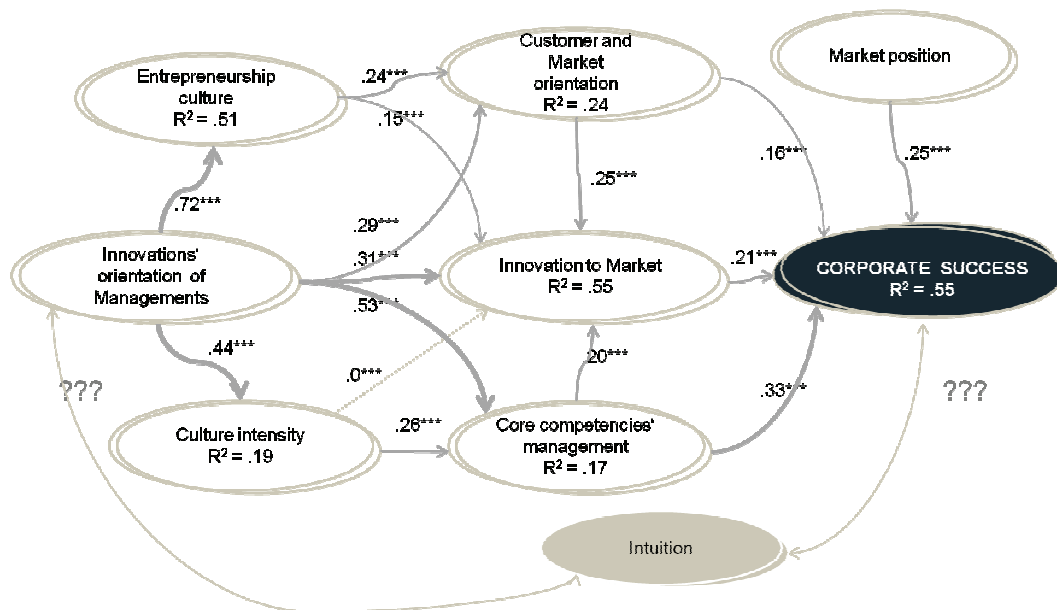 Customer and
Market
orientation
R² = .24
Market position
Entrepreneurship
culture
R² = .51
.24***
.15***
.16***
.25***
.25***
.72***
.29***
.31***
.53***
Innovations'
orientation of
Managements
Innovation to Market
R² = .55
.21***
CORPORATE SUCCESS
R² = .55
.44***
.0***
.20***
.33***
???
???
Culture intensity
R² = .19
.26***
Core competencies'
management
R² = .17
Intuition